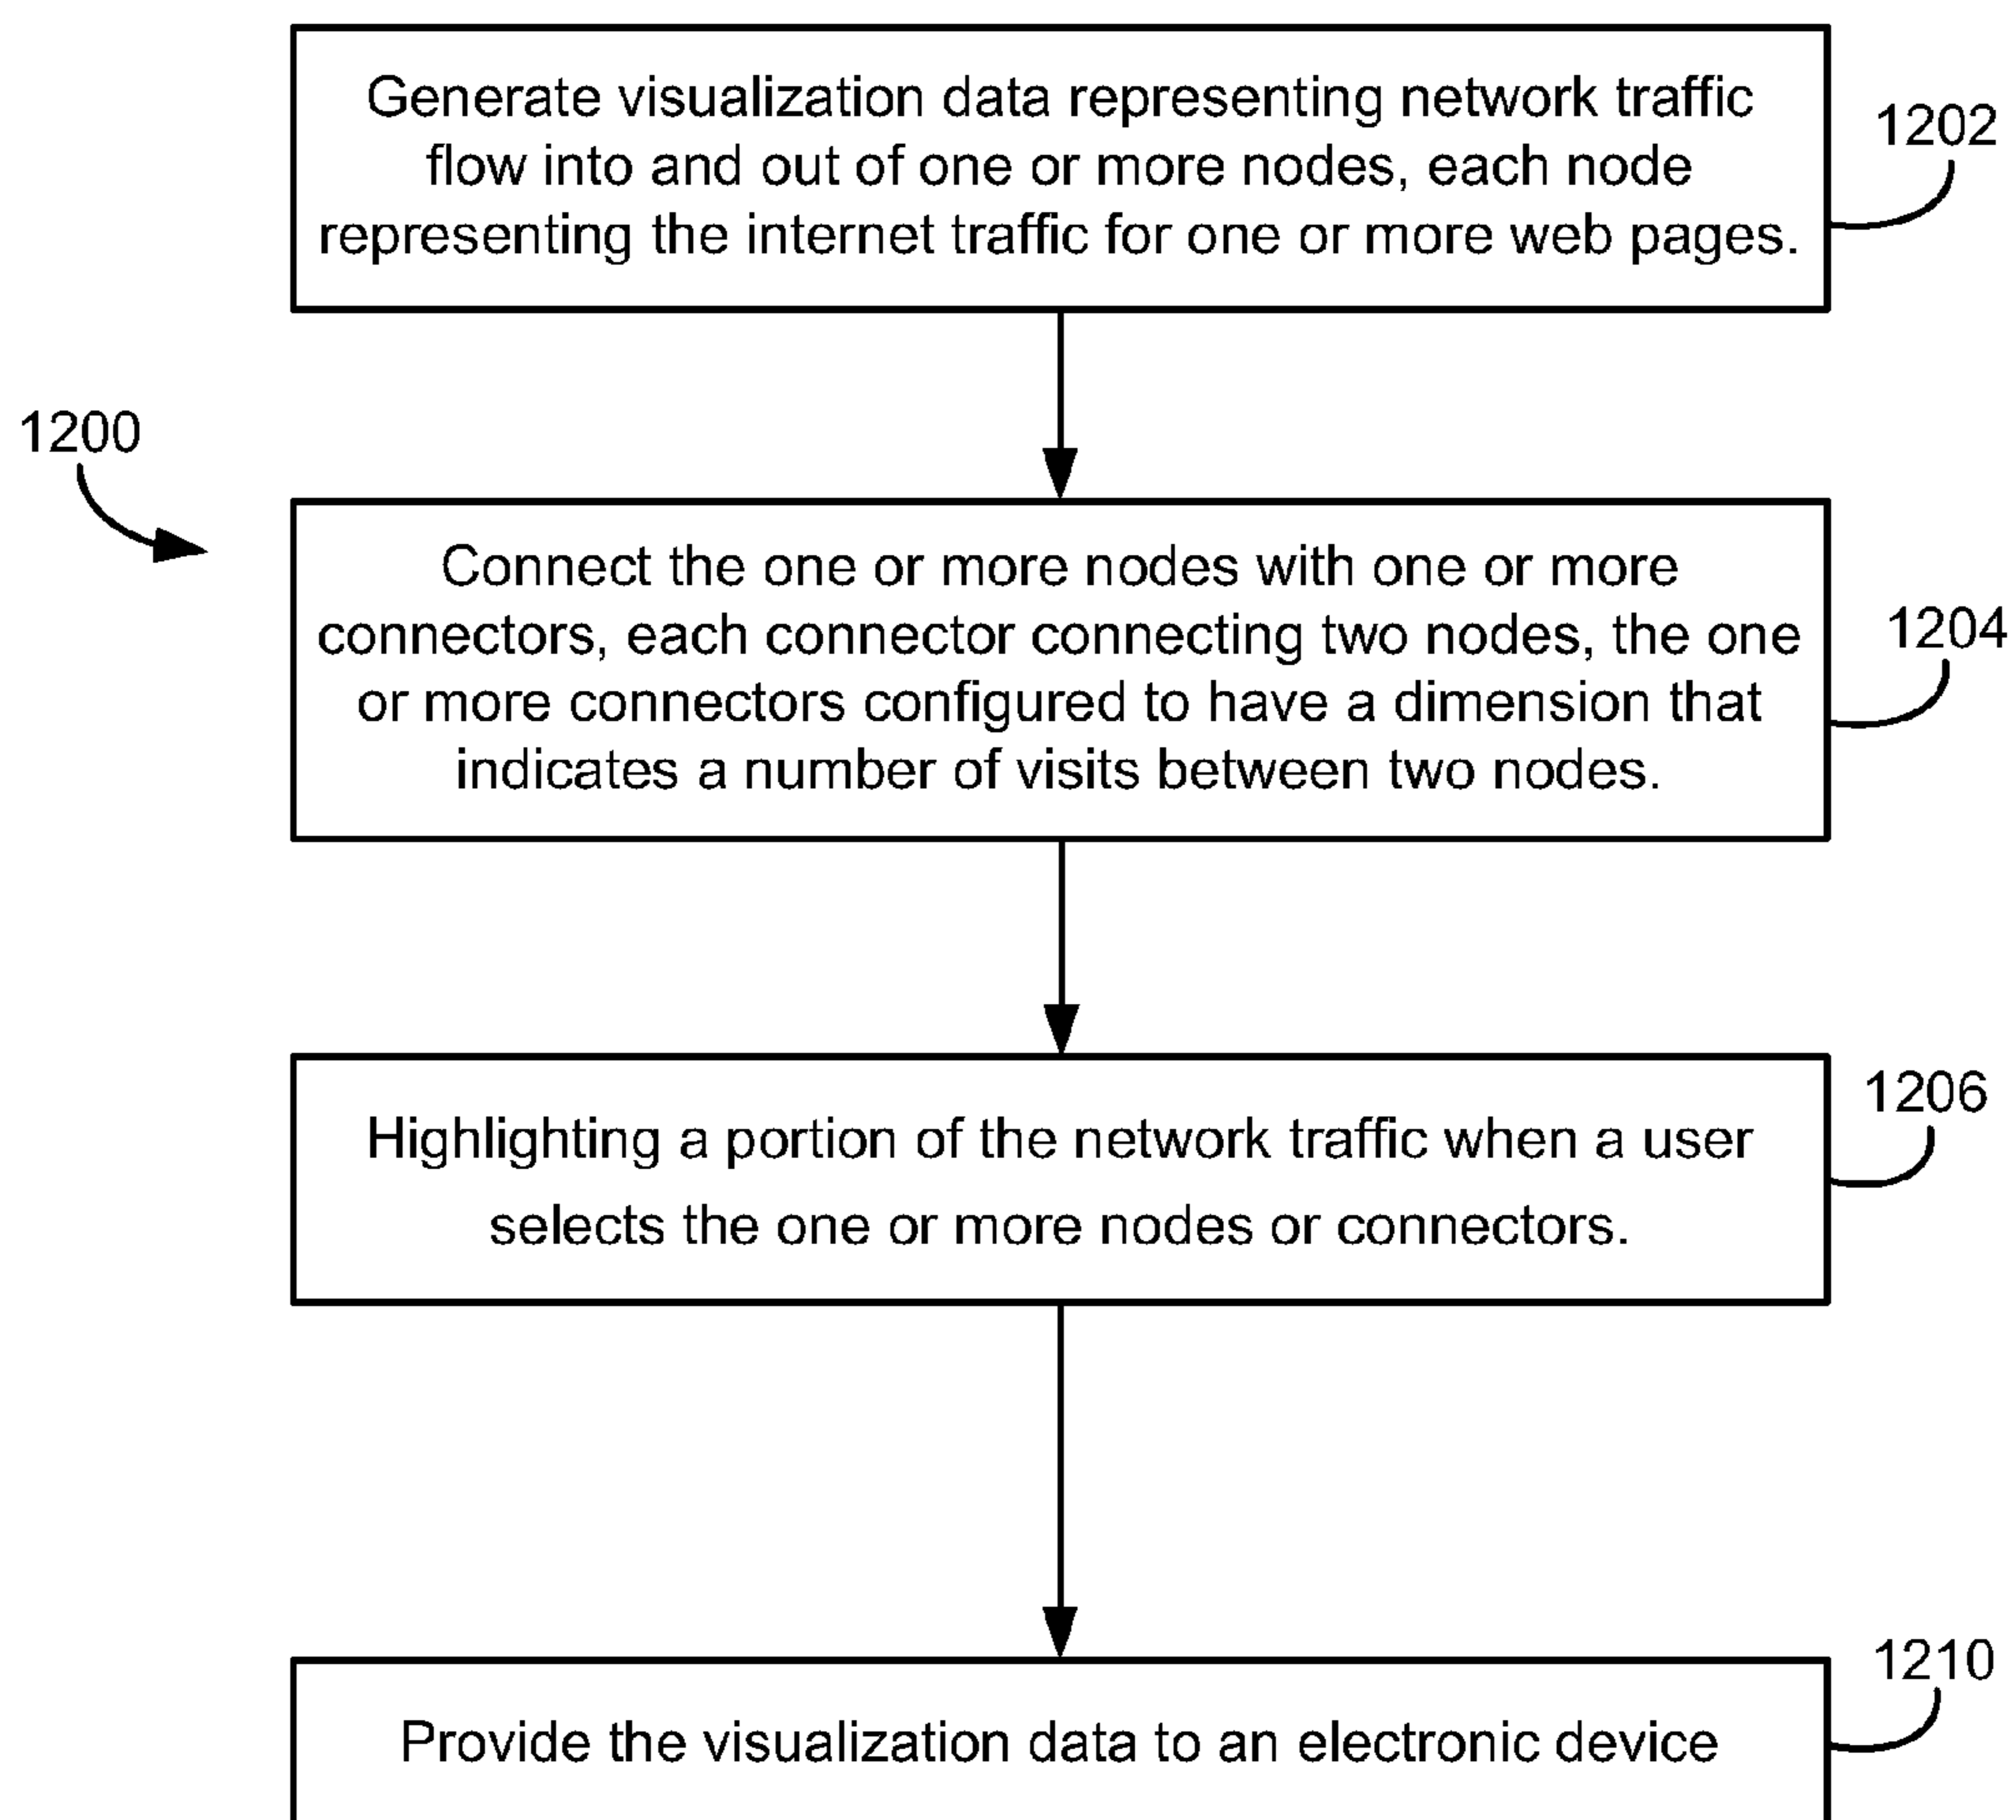 Generate visualization data representing network traffic
flow into and out of one or more nodes, each node
representing the internet traffic for one or more web pages.
1202
1200
Connect the one or more nodes with one or more
connectors, each connector connecting two nodes, the one
or more connectors configured to have a dimension that
indicates a number of visits between two nodes.
1204
Highlighting a portion of the network traffic when a user
selects the one or more nodes or connectors.
1206
Provide the visualization data to an electronic device
1210